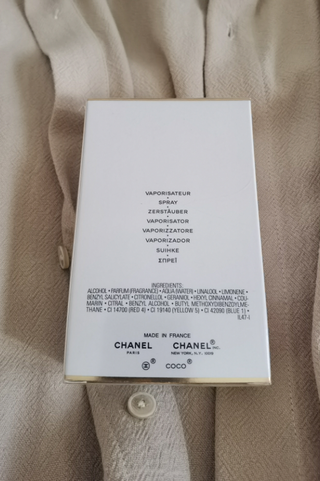 VAPORISATEUR
SPRAY
ZERSTÄUBER
VAPORISATOR
VAPORIZZATORE
VAPORIZADOR
SUIHKE
ΣΠΡΕΪ
INGREDIENTS:
ALCOHOL • PARFUM (FRAGRANCE) • AQUA (WATER) • LINALOOL • LIMONENE •
BENZYL SALICYLATE • CITRONELLOL • GERANIOL • HEXYL CINNAMAL • COU-
MARIN • CITRAL • BENZYL ALCOHOL • BUTYL METHOXYDIBENZOYLME-
THANE • CI 14700 (RED 4) • CI 19140 (YELLOW 5) • CI 42090 (BLUE 1) •
MADE IN FRANCE
CHANEL CHANEL® INC.
PARIS NEW YORK, N.Y.
® COCO®